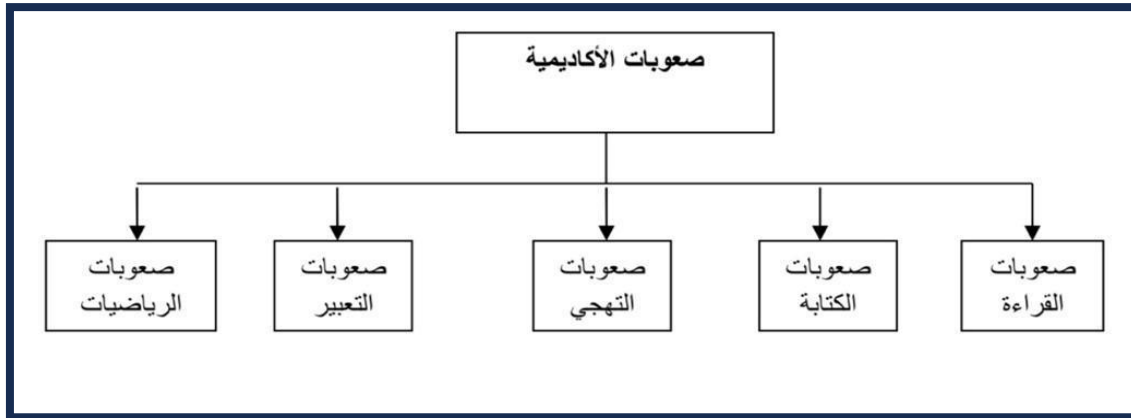 صعوبات الأكاديمية
صعوبات
القراءة
صعوبات
الكتابة
صعوبات
التهجي
صعوبات
التعبير
صعوبات
الرياضيات